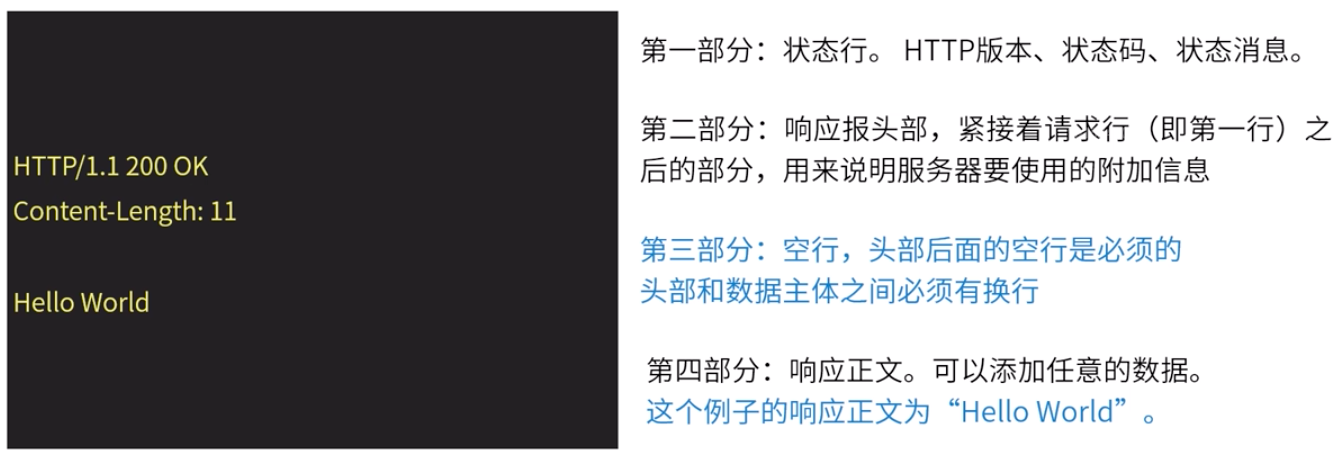 HTTP/1.1 200 OK
Content-Length: 11
Hello World
第一部分：状态行。 HTTP版本、状态码、状态消息。
第二部分：响应报头部，紧接着请求行（即第一行）之
后的部分，用来说明服务器要使用的附加信息
第三部分：空行，头部后面的空行是必须的
头部和数据主体之间必须有换行
第四部分：响应正文。可以添加任意的数据。
这个例子的响应正文为“Hello World”。